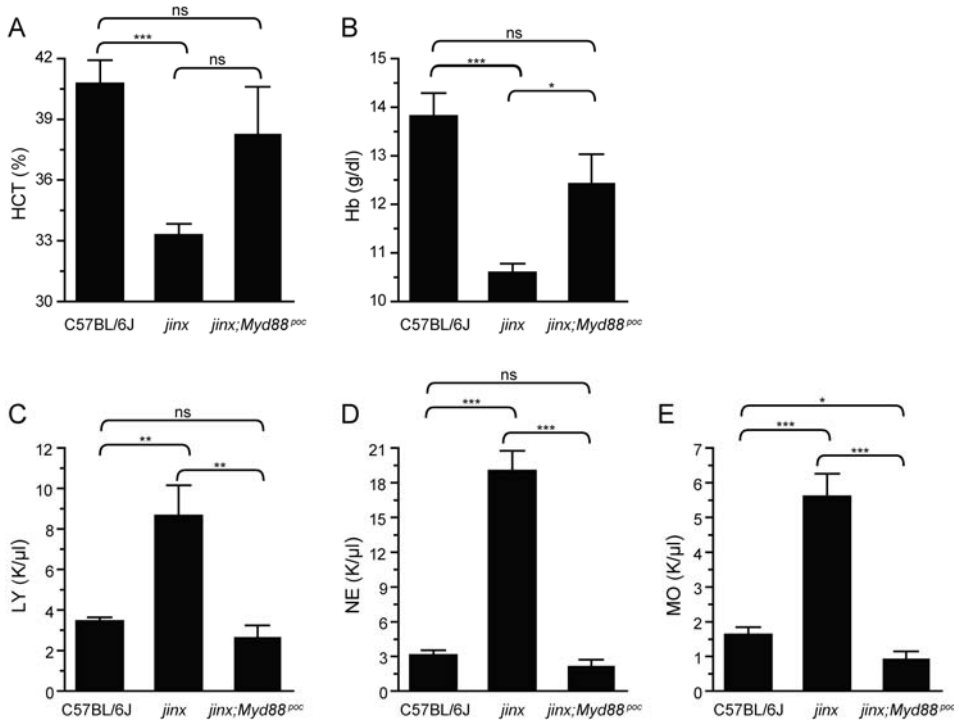 A
ns
***
ns
HCT (%)
42
39
36
33
30
C57BL/6J jinx jinx;Myd88poc
B
ns
***
*
Hb (g/dl)
15
14
13
12
11
10
C57BL/6J jinx jinx;Myd88poc
C
ns
**
**
LY (K/µl)
12
10
8
6
4
2
0
C57BL/6J jinx jinx;Myd88poc
D
ns
***
***
NE (K/µl)
21
18
15
12
9
6
3
0
C57BL/6J jinx jinx;Myd88poc
E
*
***
***
MO (K/µl)
7
6
5
4
3
2
1
0
C57BL/6J jinx jinx;Myd88poc